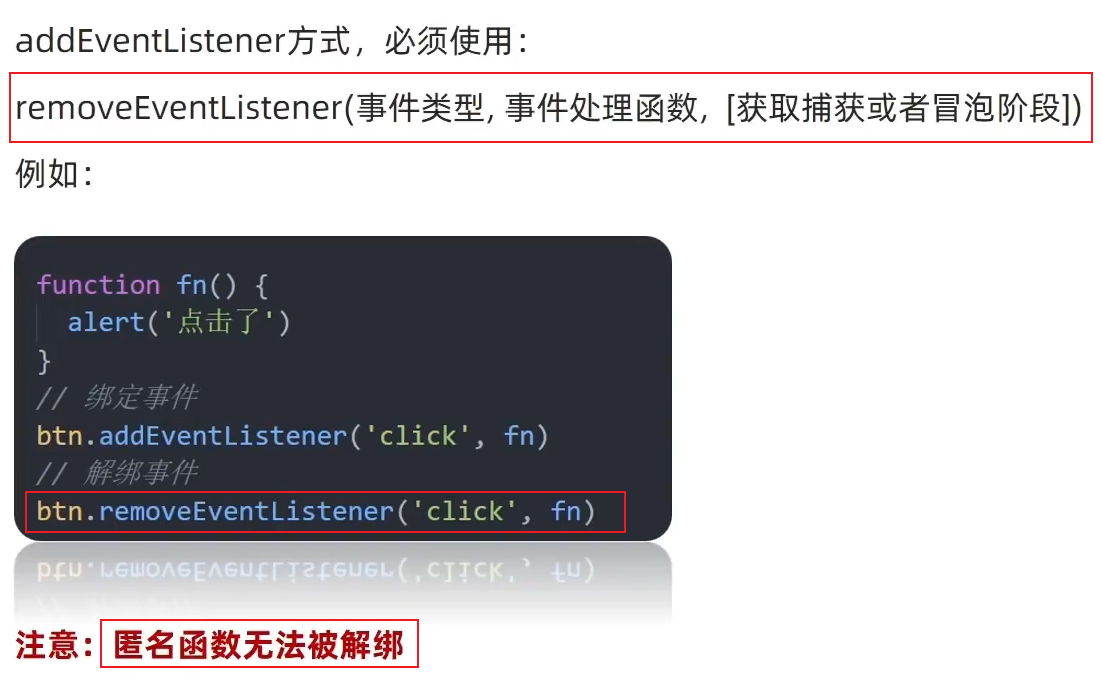 addEventListener方式，必须使用：
removeEventListener(事件类型, 事件处理函数, [获取捕获或者冒泡阶段])
例如：
function fn() {
  alert('点击了')
}
// 绑定事件
btn.addEventListener('click', fn)
// 解绑事件
btn.removeEventListener('click', fn)
注意：匿名函数无法被解绑